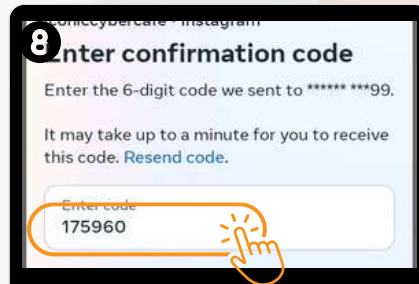 8
Enter confirmation code
Enter the 6-digit code we sent to ****** ***99.
It may take up to a minute for you to receive
this code. Resend code.
Enter code
175960